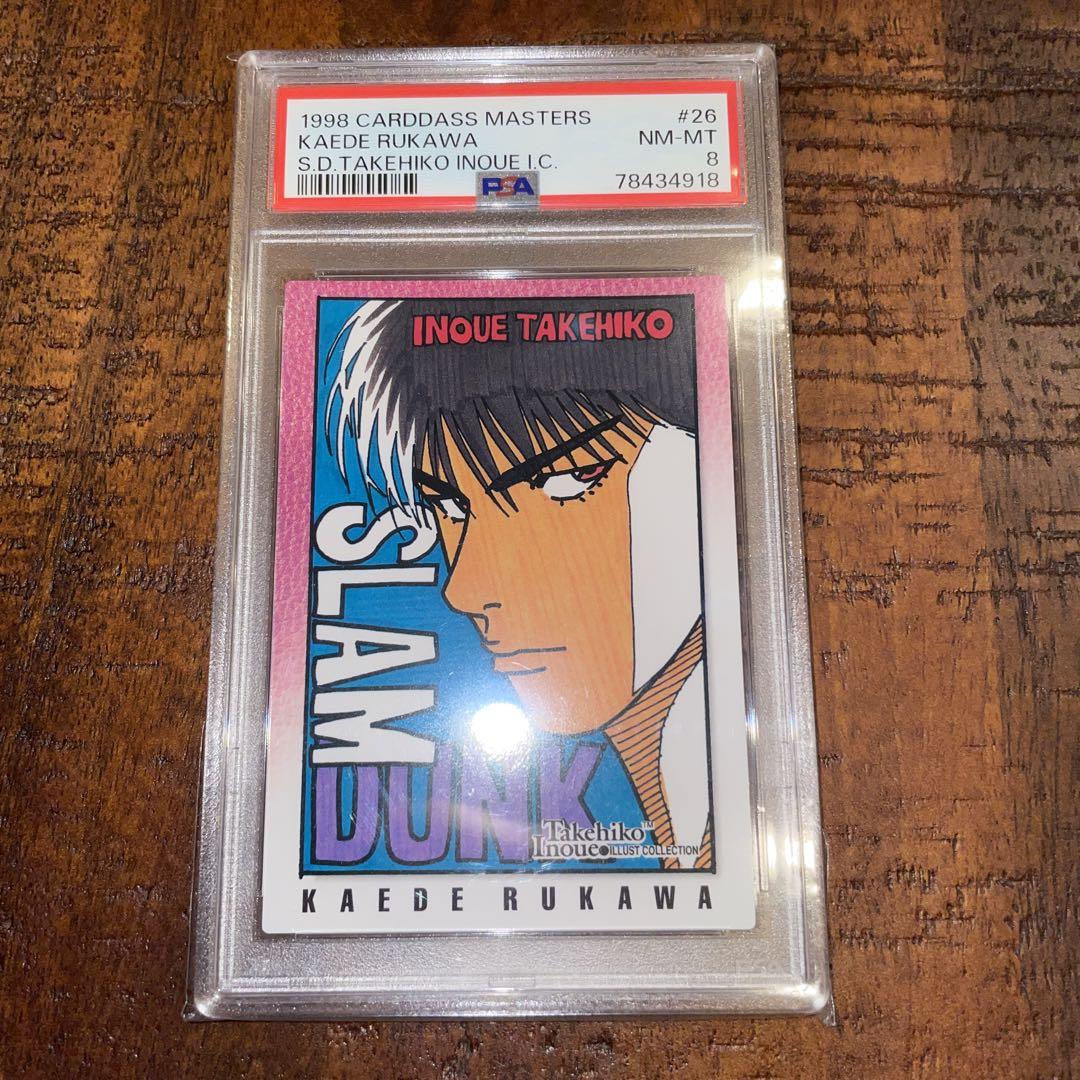 1998 CARDDASS MASTERS #26
KAEDE RUKAWA NM-MT
S.D.TAKEHIKO INOUE I.C. 8
PSA 78434918
INOUE TAKEHIKO
SLAM
DUNK
Takehiko™
Inoue●ILLUST COLLECTION
KAEDE RUKAWA